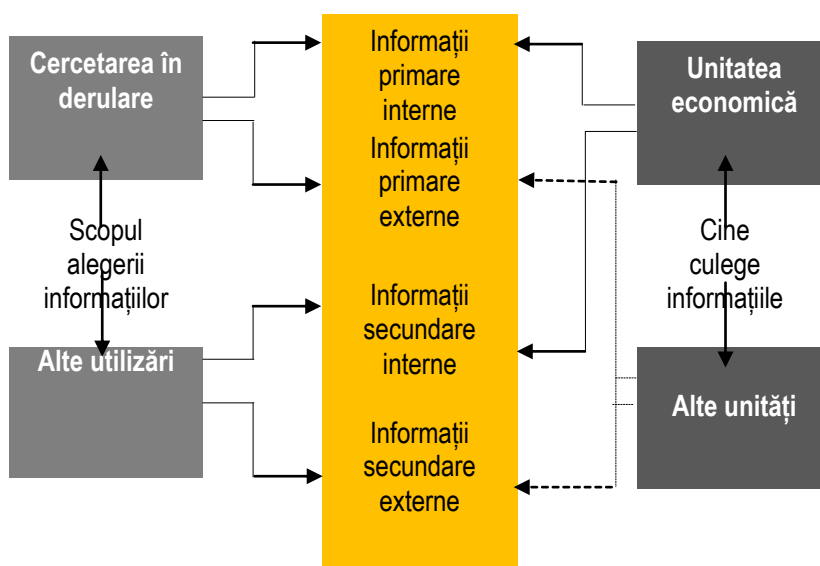 Cercetarea în
derulare
Scopul
alegerii
informațiilor
Alte utilizări
Informații
primare
interne
Informații
primare
externe
Informații
secundare
interne
Informații
secundare
externe
Unitatea
economică
Cine
culege
informațiile
Alte unități